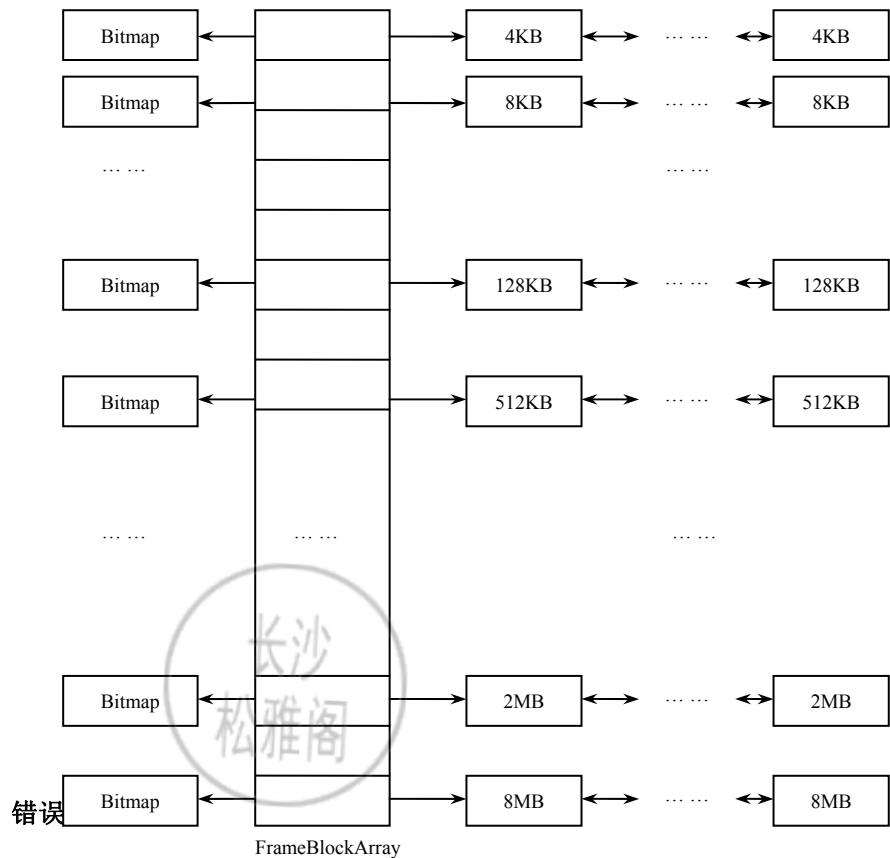 Bitmap 4KB … … 4KB
Bitmap 8KB … … 8KB
… … … …
Bitmap 128KB … … 128KB
Bitmap 512KB … … 512KB
… … … … … …
长沙
松雅阁
Bitmap 2MB … … 2MB
错误 Bitmap 8MB … … 8MB
FrameBlockArray